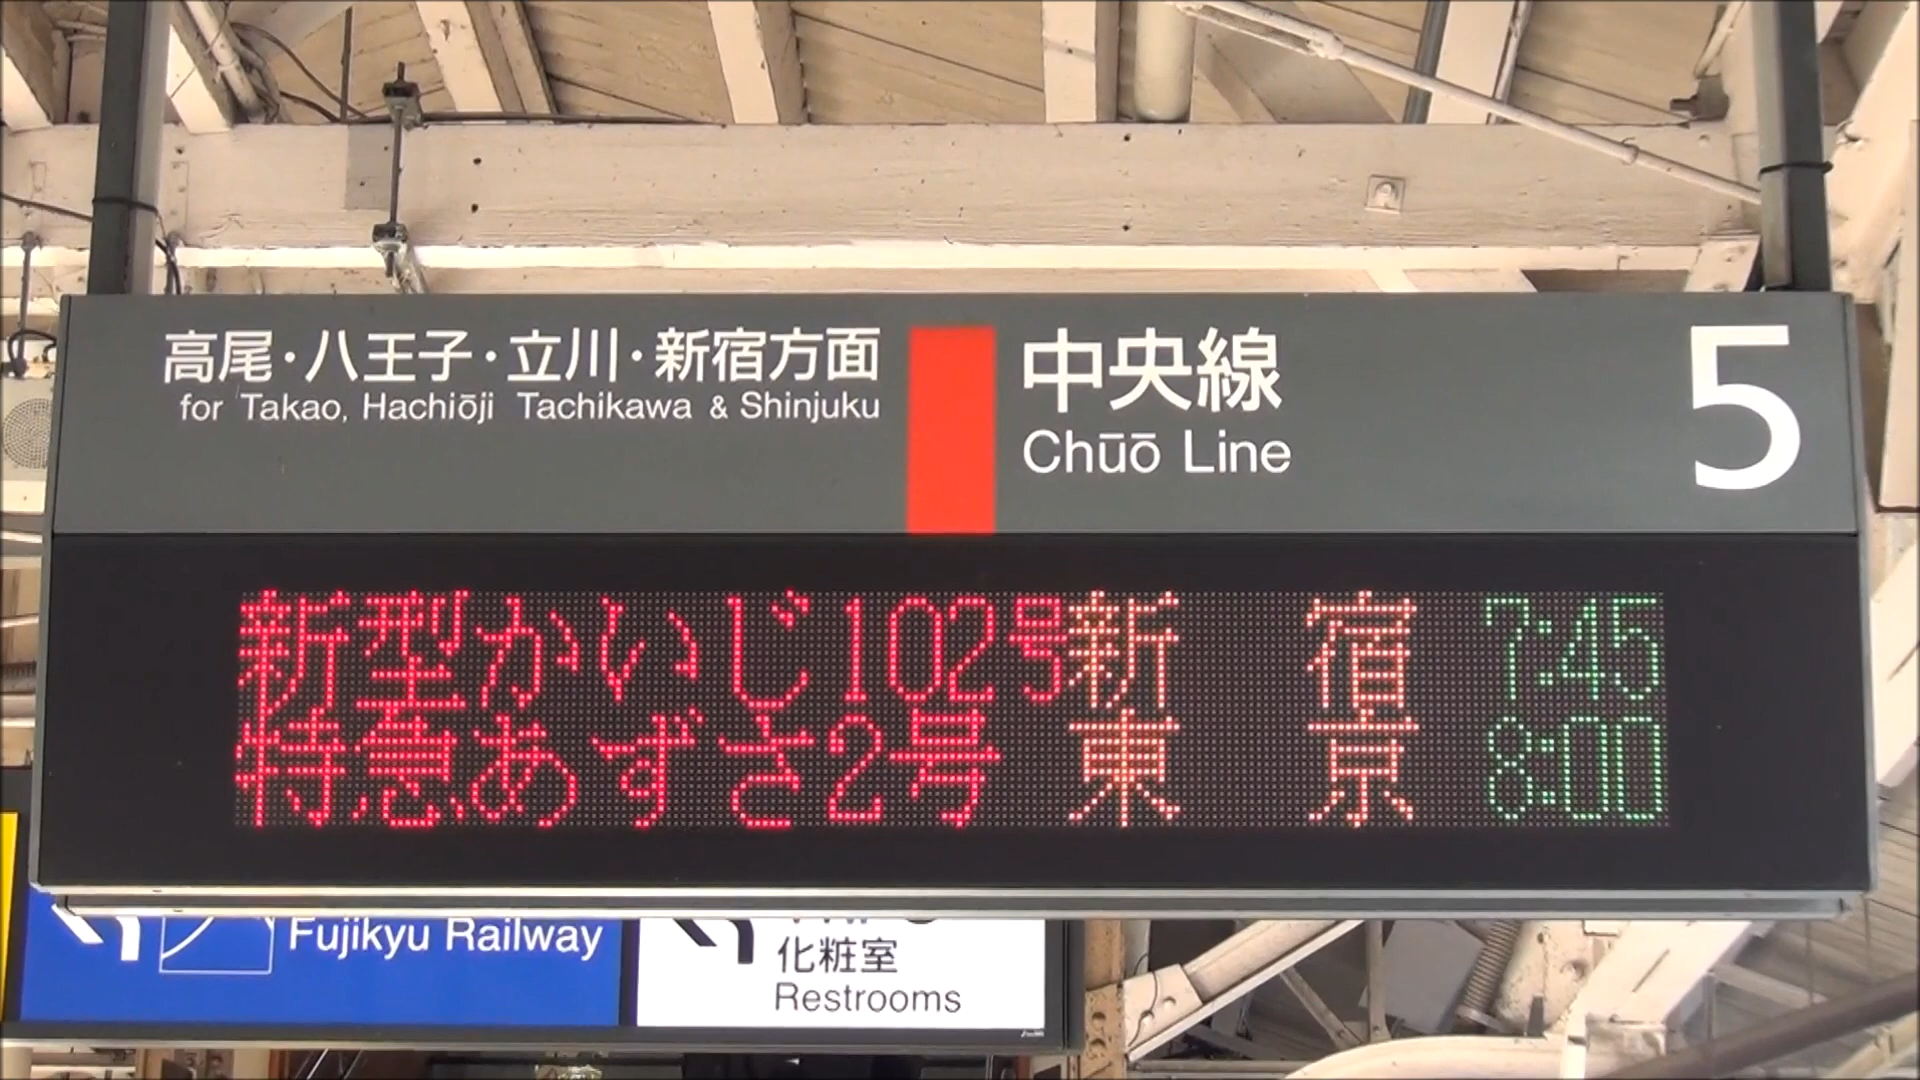 高尾・八王子・立川・新宿方面
for Takao, Hachiōji Tachikawa & Shinjuku
中央線
Chūō Line
5
新型かいじ102号 新 宿 7:45
特急あずさ2号 東 京 8:00
Fujikyu Railway
化粧室
Restrooms